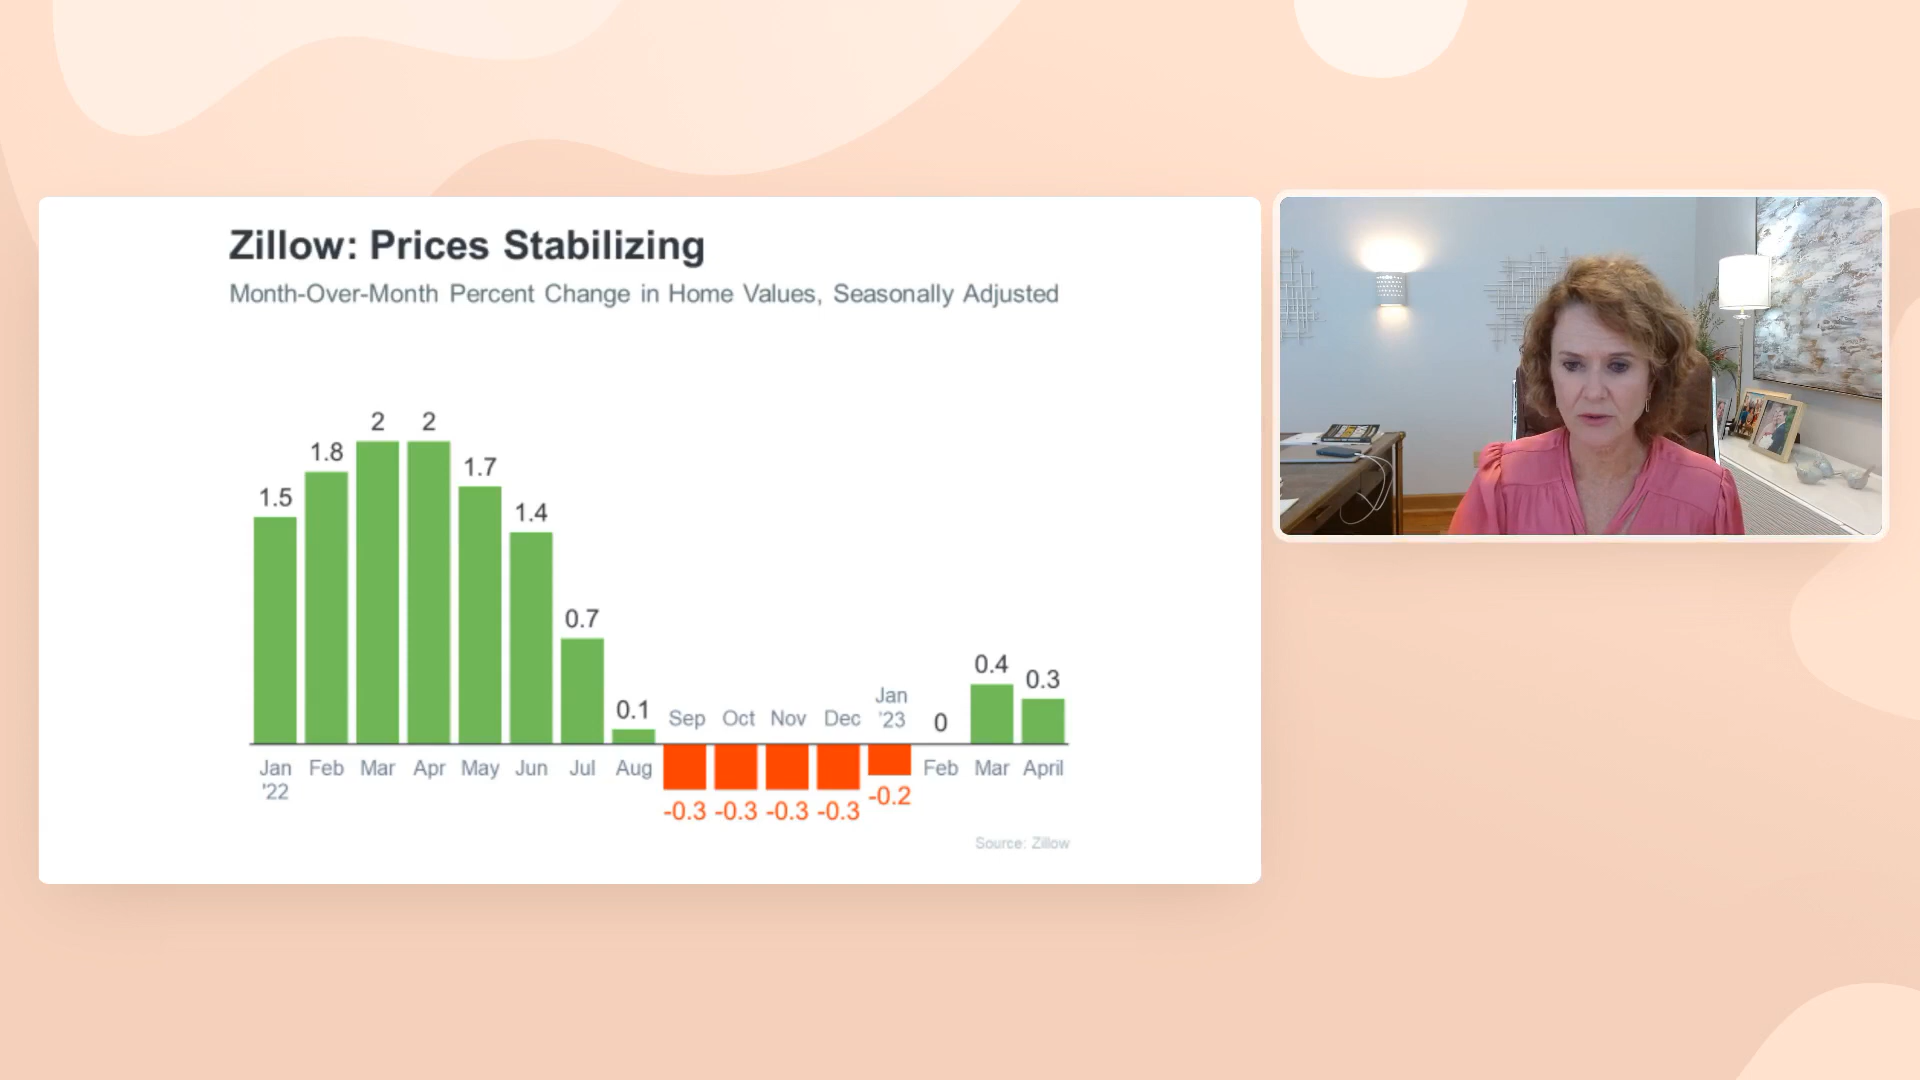 Zillow: Prices Stabilizing
Month-Over-Month Percent Change in Home Values, Seasonally Adjusted
2 2
1.8
1.7
1.5
1.4
0.7
0.4
0.3
0.1 Sep Oct Nov Dec Jan '23 0
Jan '22 Feb Mar Apr May Jun Jul Aug Feb Mar April
-0.3 -0.3 -0.3 -0.3 -0.2
Source: Zillow